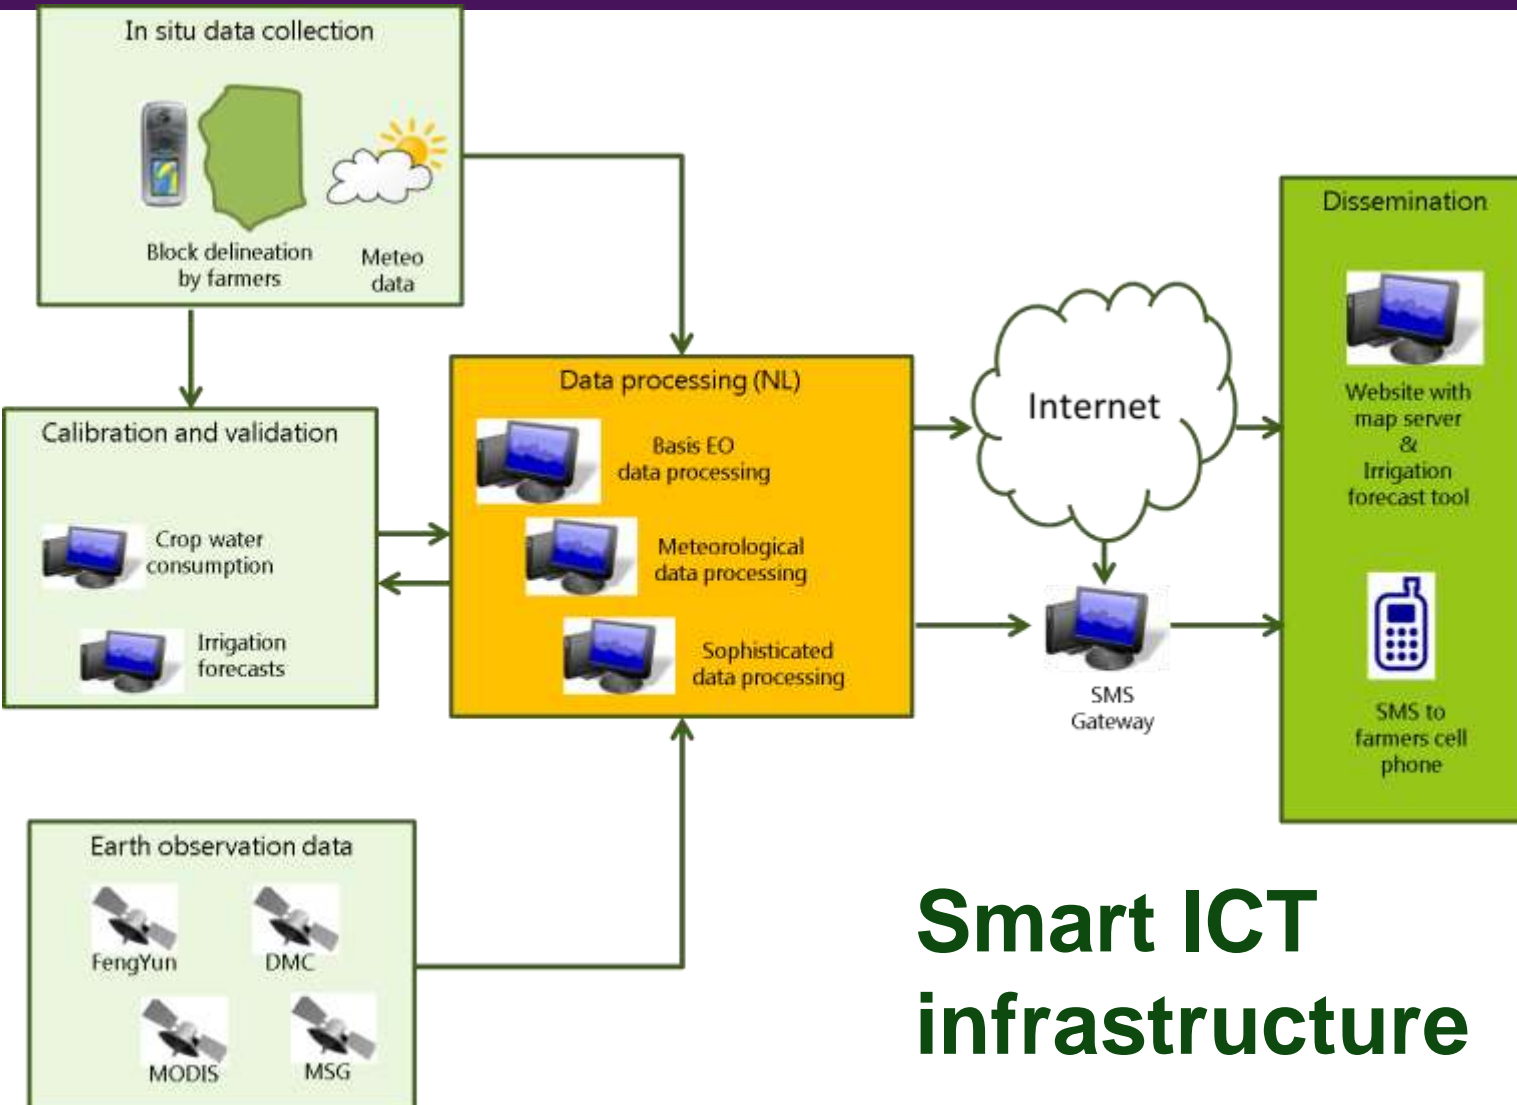 In situ data collection
Block delineation
by farmers
Meteo
data
Calibration and validation
Crop water
consumption
Irrigation
forecasts
Data processing (NL)
Basis EO
data processing
Meteorological
data processing
Sophisticated
data processing
Earth observation data
FengYun
DMC
MODIS
MSG
Internet
SMS
Gateway
Dissemination
Website with
map server
&
Irrigation
forecast tool
SMS to
farmers cell
phone
Smart ICT
infrastructure